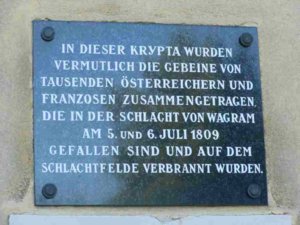 IN DIESER KRYPTA WURDEN
VERMUTLICH DIE GEBEINE VON
TAUSENDEN ÖSTERREICHERN UND
FRANZOSEN ZUSAMMENGETRAGEN,
DIE IN DER SCHLACHT VON WAGRAM
AM 5. UND 6. JULI 1809
GEFALLEN SIND UND AUF DEM
SCHLACHTFELDE VERBRANNT WURDEN.